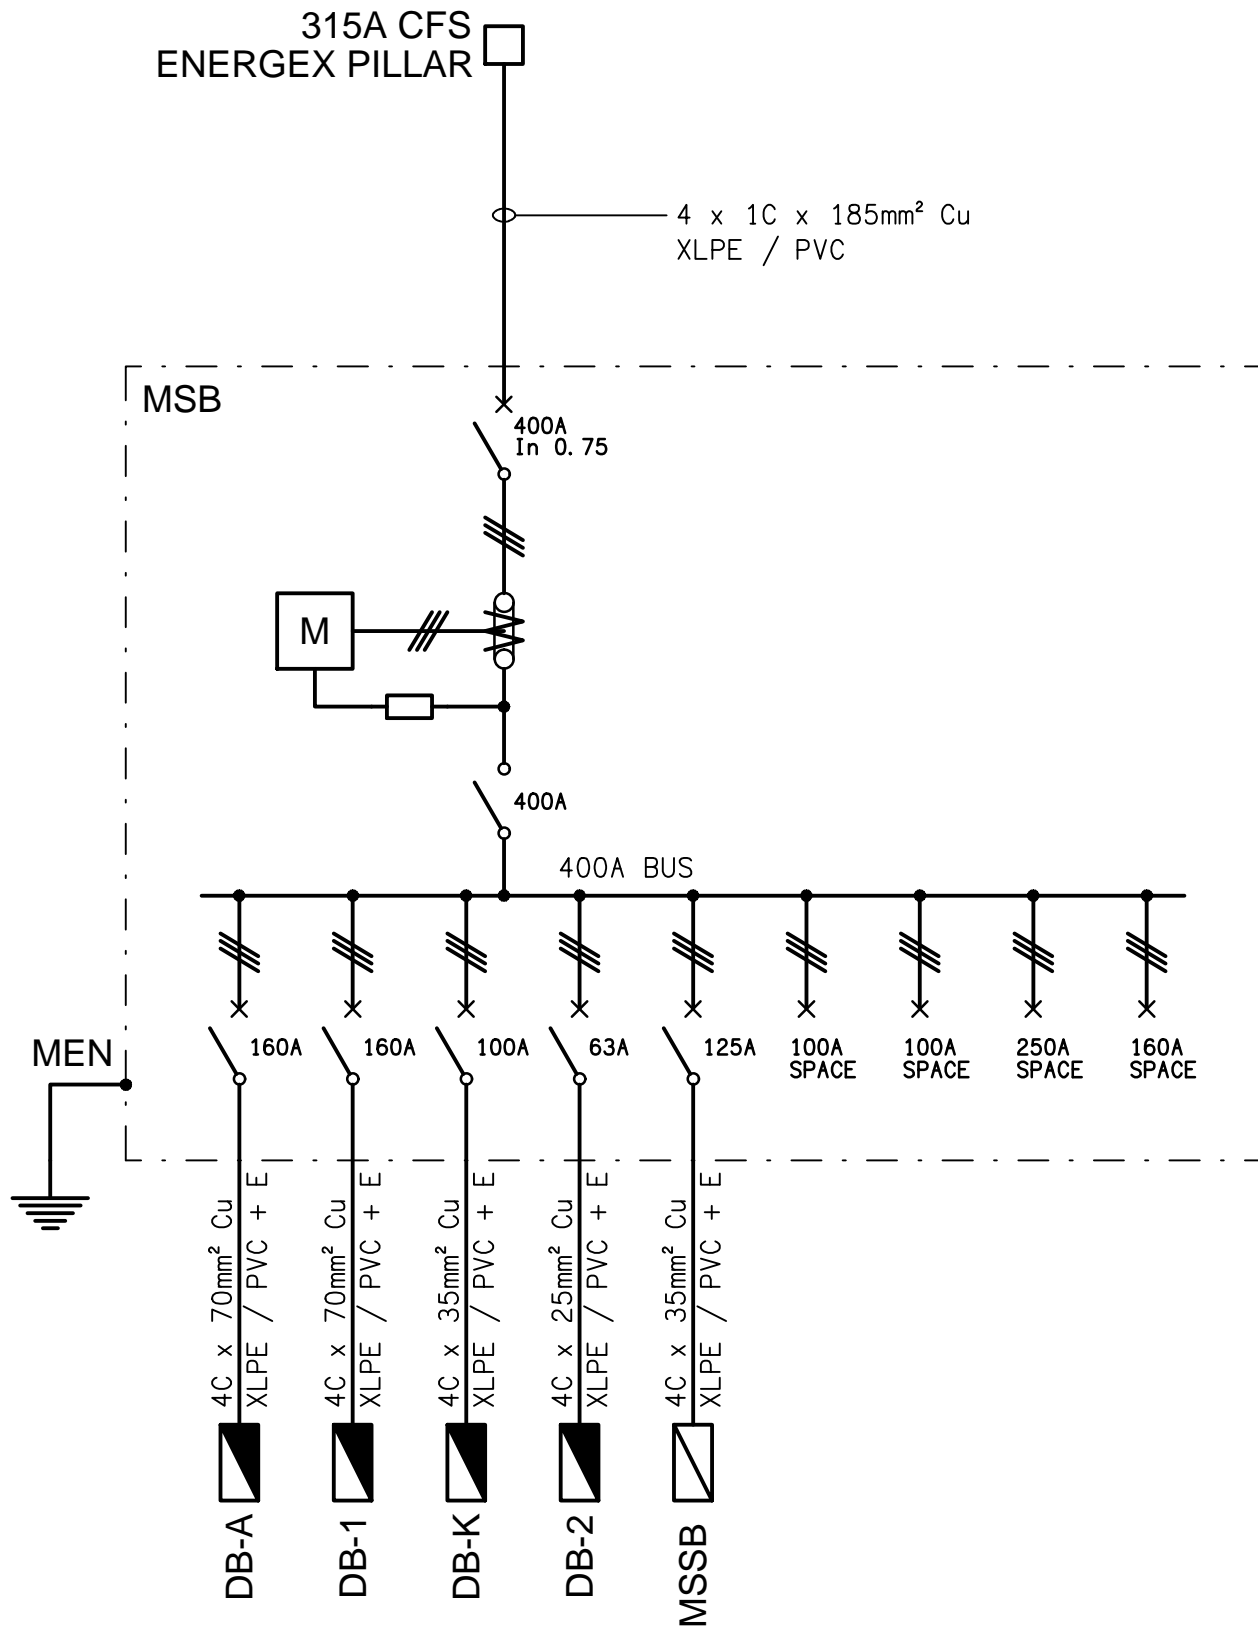 315A CFS
ENERGEX PILLAR
4 x 1C x 185mm² Cu
XLPE / PVC
MSB
400A
In 0.75
M
400A
400A BUS
160A
160A
100A
63A
125A
100A
SPACE
100A
SPACE
250A
SPACE
160A
SPACE
MEN
4C x 70mm² Cu
XLPE / PVC + E
4C x 70mm² Cu
XLPE / PVC + E
4C x 35mm² Cu
XLPE / PVC + E
4C x 25mm² Cu
XLPE / PVC + E
4C x 35mm² Cu
XLPE / PVC + E
DB-A
DB-1
DB-K
DB-2
MSSB